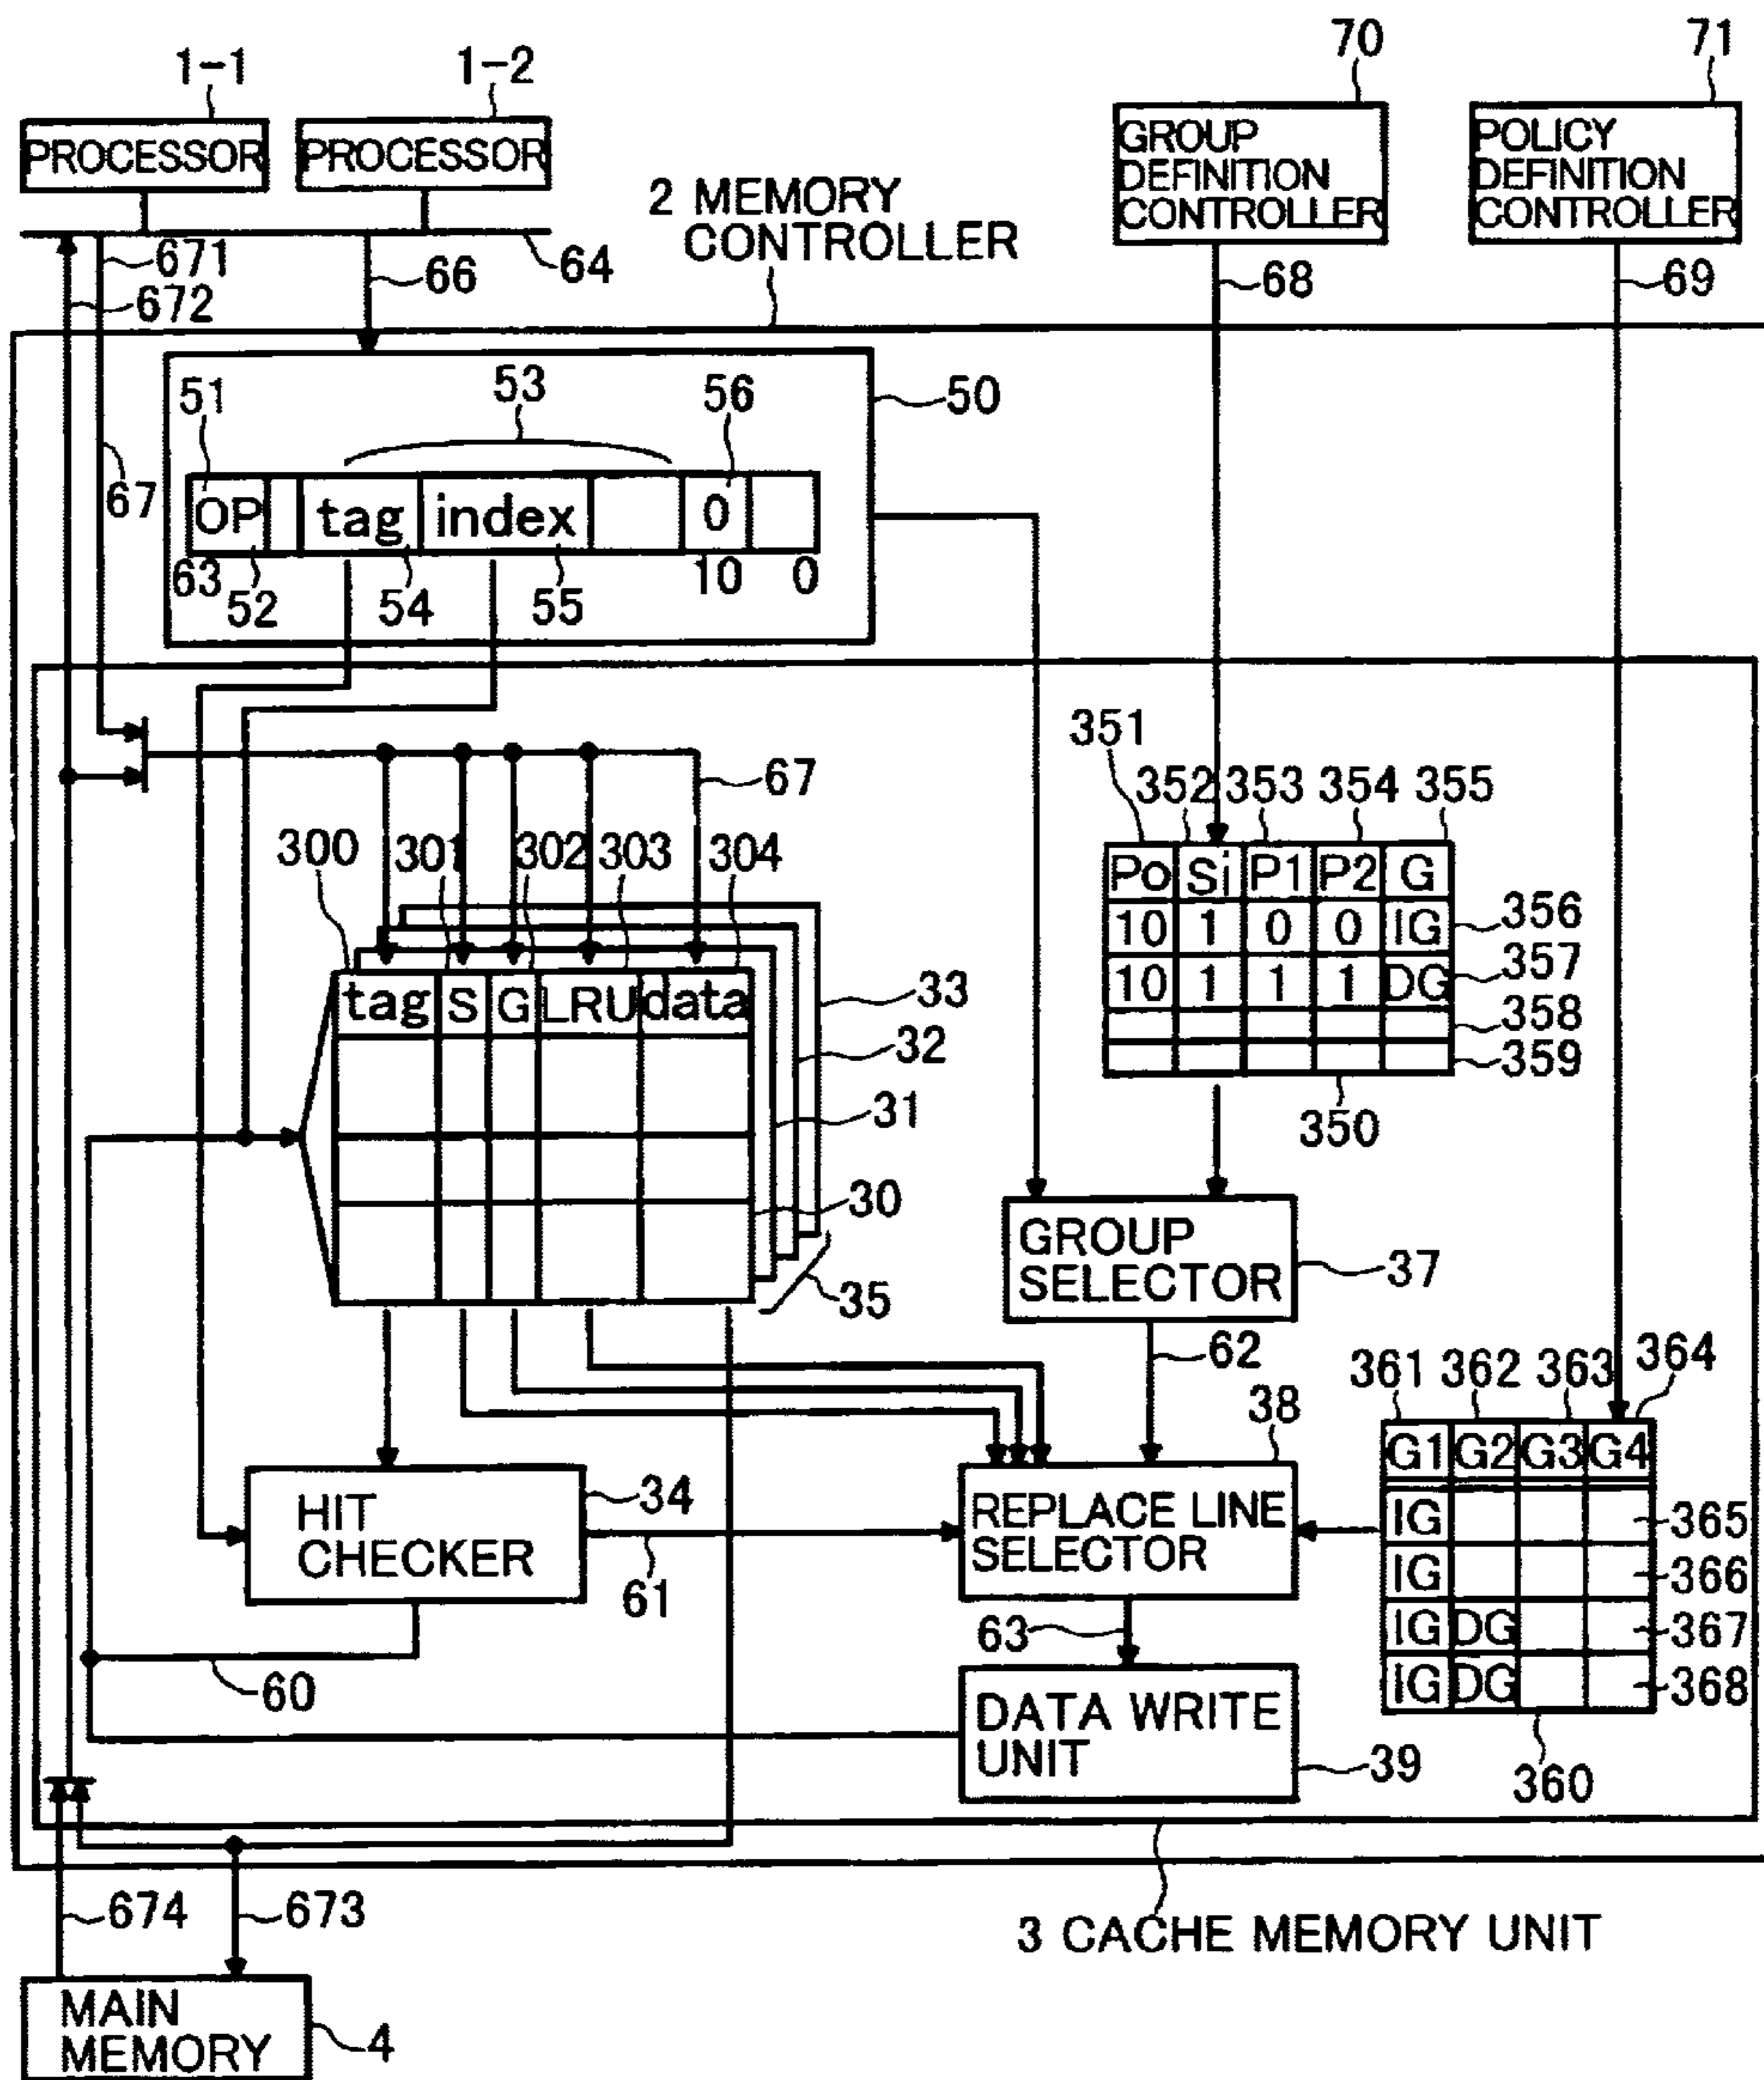 1-1
1-2
70
71
PROCESSOR
PROCESSOR
GROUP
DEFINITION
CONTROLLER
POLICY
DEFINITION
CONTROLLER
2 MEMORY
CONTROLLER
671
672
66
64
68
69
67
51
53
56
50
OP tag index 0
63 10 0
52
54
55
351
352 353 354 355
67
300 301 302 303 304
Po Si P1 P2 G
10 1 0 0 IG
356
10 1 1 1 DG
357
358
359
350
tag S G LRU data
33
32
31
30
35
GROUP
SELECTOR
37
62
361 362 363 364
38
G1 G2 G3 G4
IG
365
IG
366
IG DG
367
IG DG
368
360
HIT
CHECKER
34
61
REPLACE LINE
SELECTOR
63
60
DATA WRITE
UNIT
39
674
673
3 CACHE MEMORY UNIT
MAIN
MEMORY
4